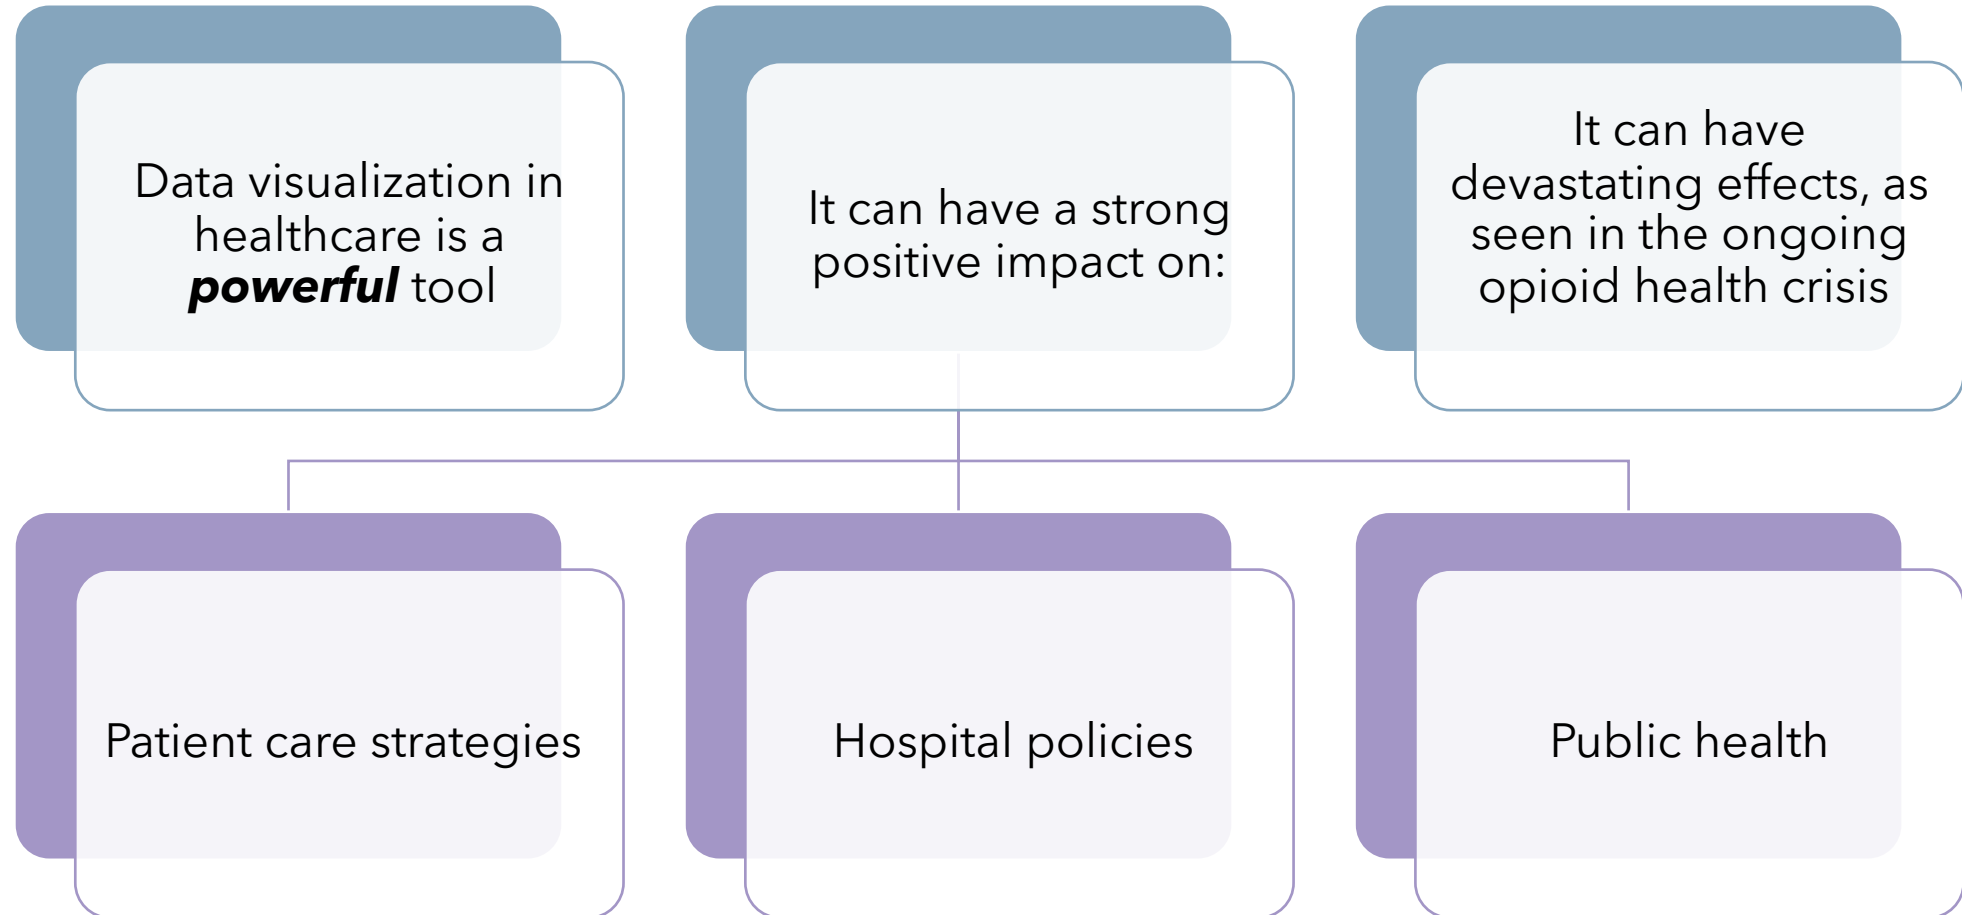 Data visualization in
healthcare is a
powerful tool
It can have a strong
positive impact on:
It can have
devastating effects, as
seen in the ongoing
opioid health crisis
Patient care strategies
Hospital policies
Public health